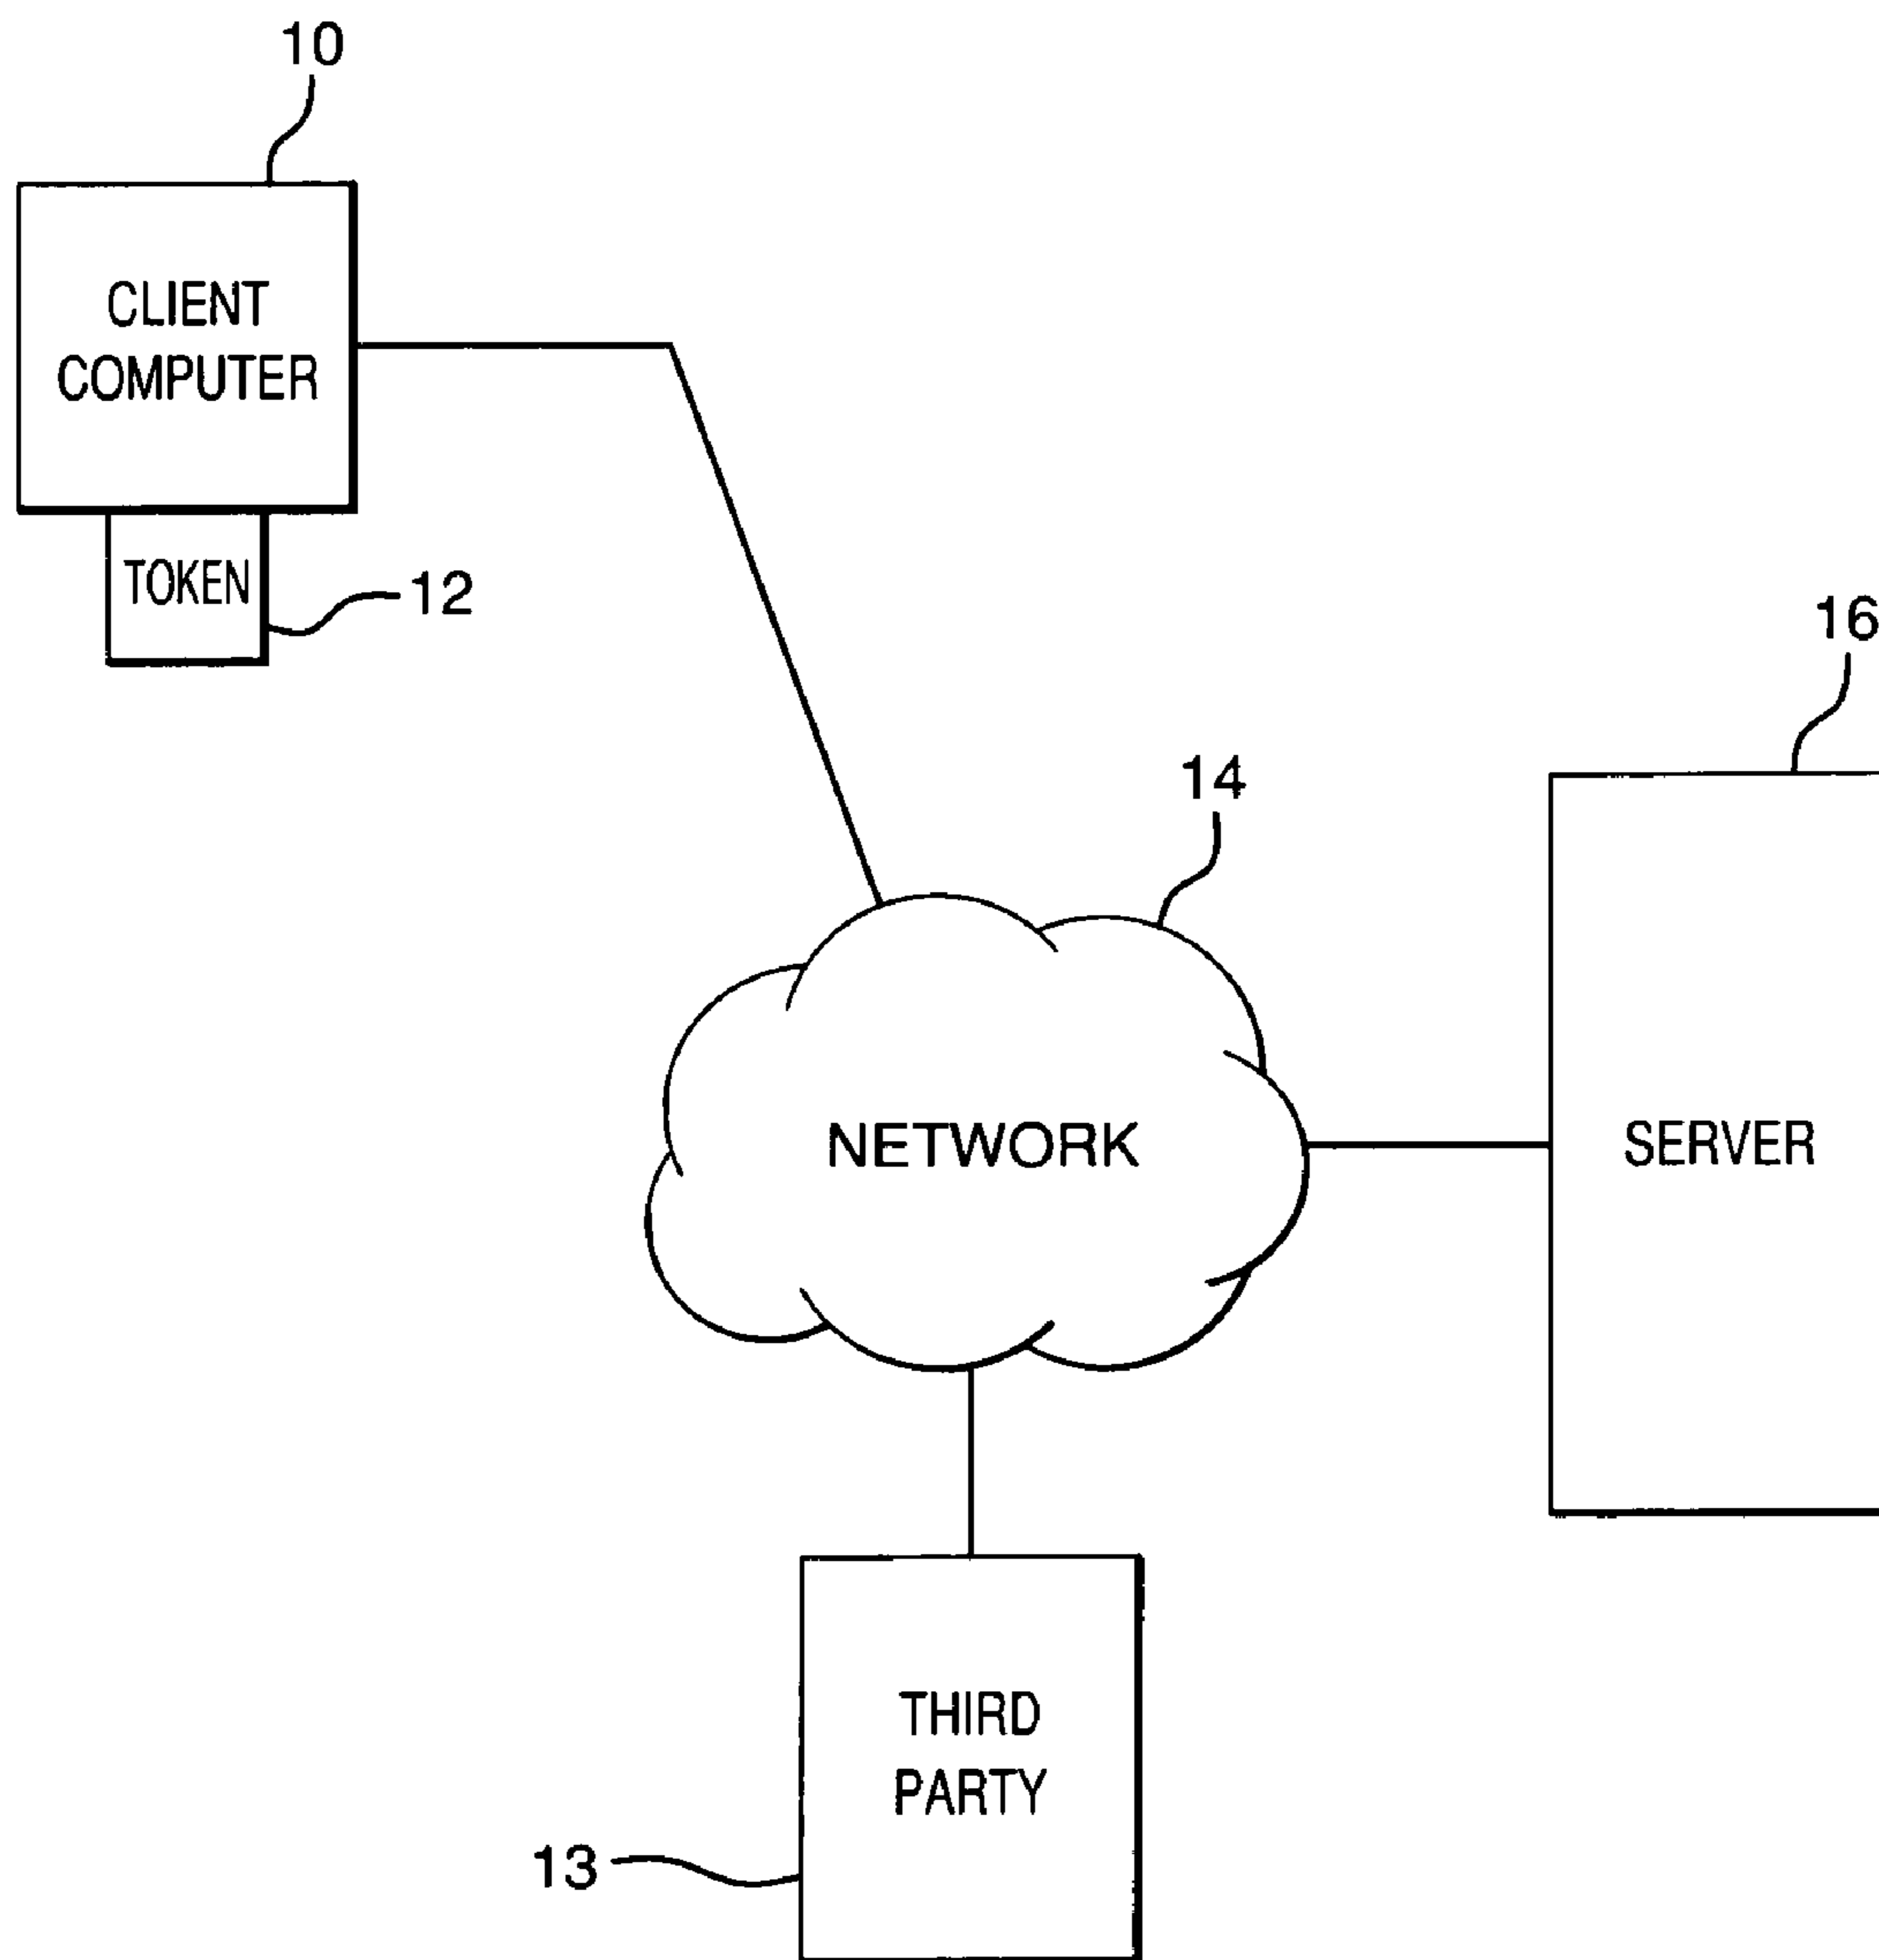 10
CLIENT
COMPUTER
TOKEN
12
16
14
NETWORK
SERVER
THIRD
PARTY
13